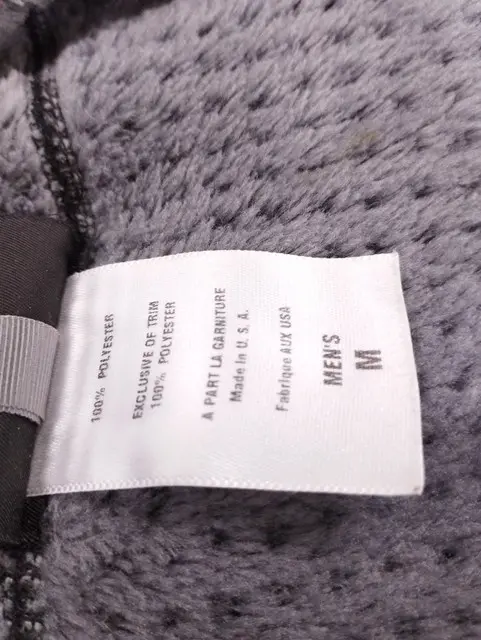 100% POLYESTER
EXCLUSIVE OF TRIM
100% POLYESTER
A PART LA GARNITURE
Made in U. S. A.
Fabrique AUX USA
MEN'S
M